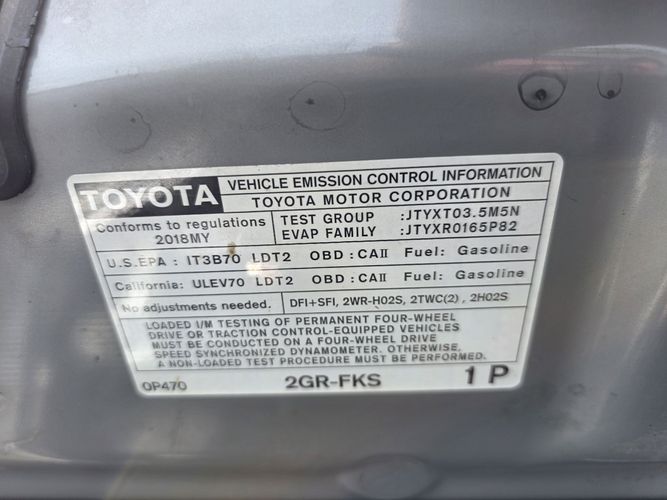 TOYOTA
VEHICLE EMISSION CONTROL INFORMATION
TOYOTA MOTOR CORPORATION
Conforms to regulations
2018MY
TEST GROUP :JTYXT03.5M5N
EVAP FAMILY :JTYXR0165P82
U.S.EPA : IT3B70 LDT2 OBD : CAII Fuel: Gasoline
California: ULEV70 LDT2 OBD : CAII Fuel: Gasoline
No adjustments needed.
DFI+SFI, 2WR-HO2S, 2TWC(2) , 2HO2S
LOADED I/M TESTING OF PERMANENT FOUR-WHEEL
DRIVE OR TRACTION CONTROL-EQUIPPED VEHICLES
MUST BE CONDUCTED ON A FOUR-WHEEL DRIVE
SPEED SYNCHRONIZED DYNAMOMETER. OTHERWISE,
A NON-LOADED TEST PROCEDURE MUST BE PERFORMED.
0P470
2GR-FKS
1 P